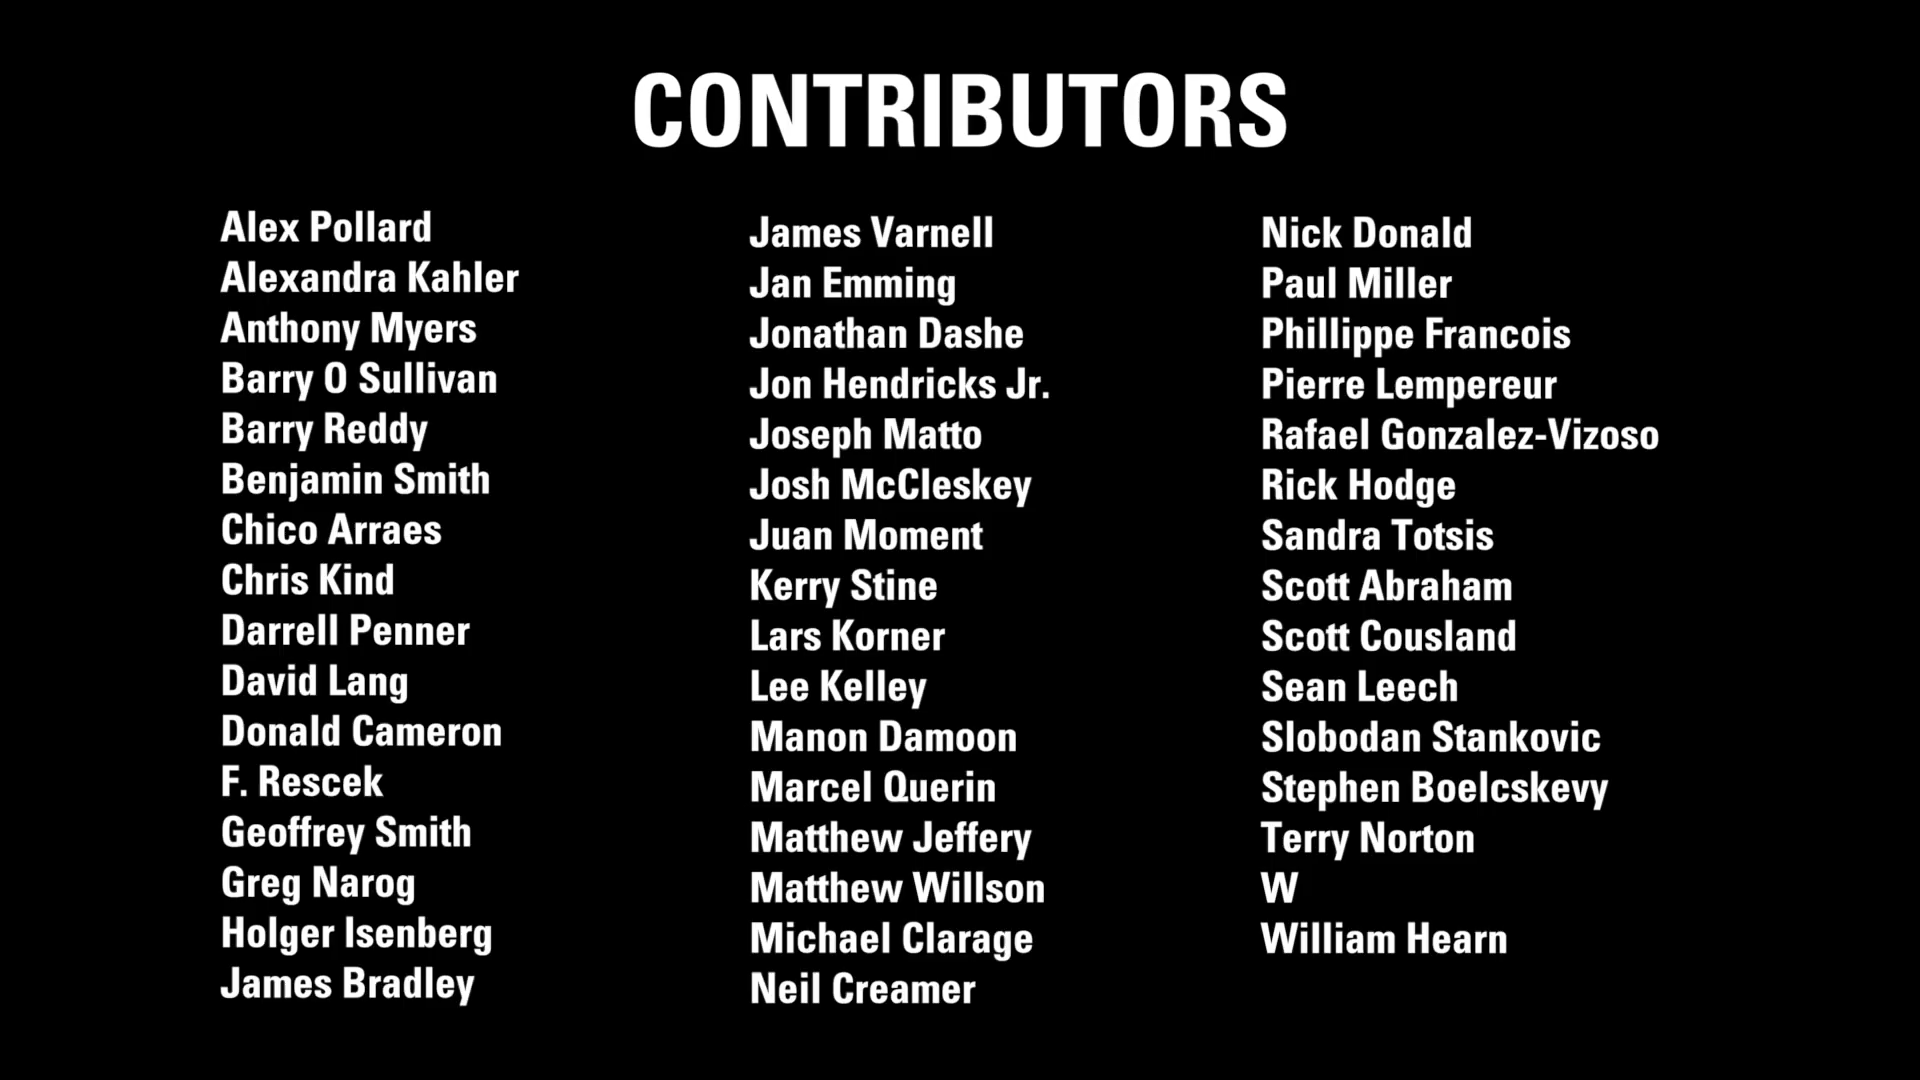 CONTRIBUTORS
Alex Pollard
Alexandra Kahler
Anthony Myers
Barry O Sullivan
Barry Reddy
Benjamin Smith
Chico Arraes
Chris Kind
Darrell Penner
David Lang
Donald Cameron
F. Rescek
Geoffrey Smith
Greg Narog
Holger Isenberg
James Bradley
James Varnell
Jan Emming
Jonathan Dashe
Jon Hendricks Jr.
Joseph Matto
Josh McCleskey
Juan Moment
Kerry Stine
Lars Korner
Lee Kelley
Manon Damoon
Marcel Querin
Matthew Jeffery
Matthew Willson
Michael Clarage
Neil Creamer
Nick Donald
Paul Miller
Phillippe Francois
Pierre Lempereur
Rafael Gonzalez-Vizoso
Rick Hodge
Sandra Totsis
Scott Abraham
Scott Cousland
Sean Leech
Slobodan Stankovic
Stephen Boelcskevy
Terry Norton
W
William Hearn